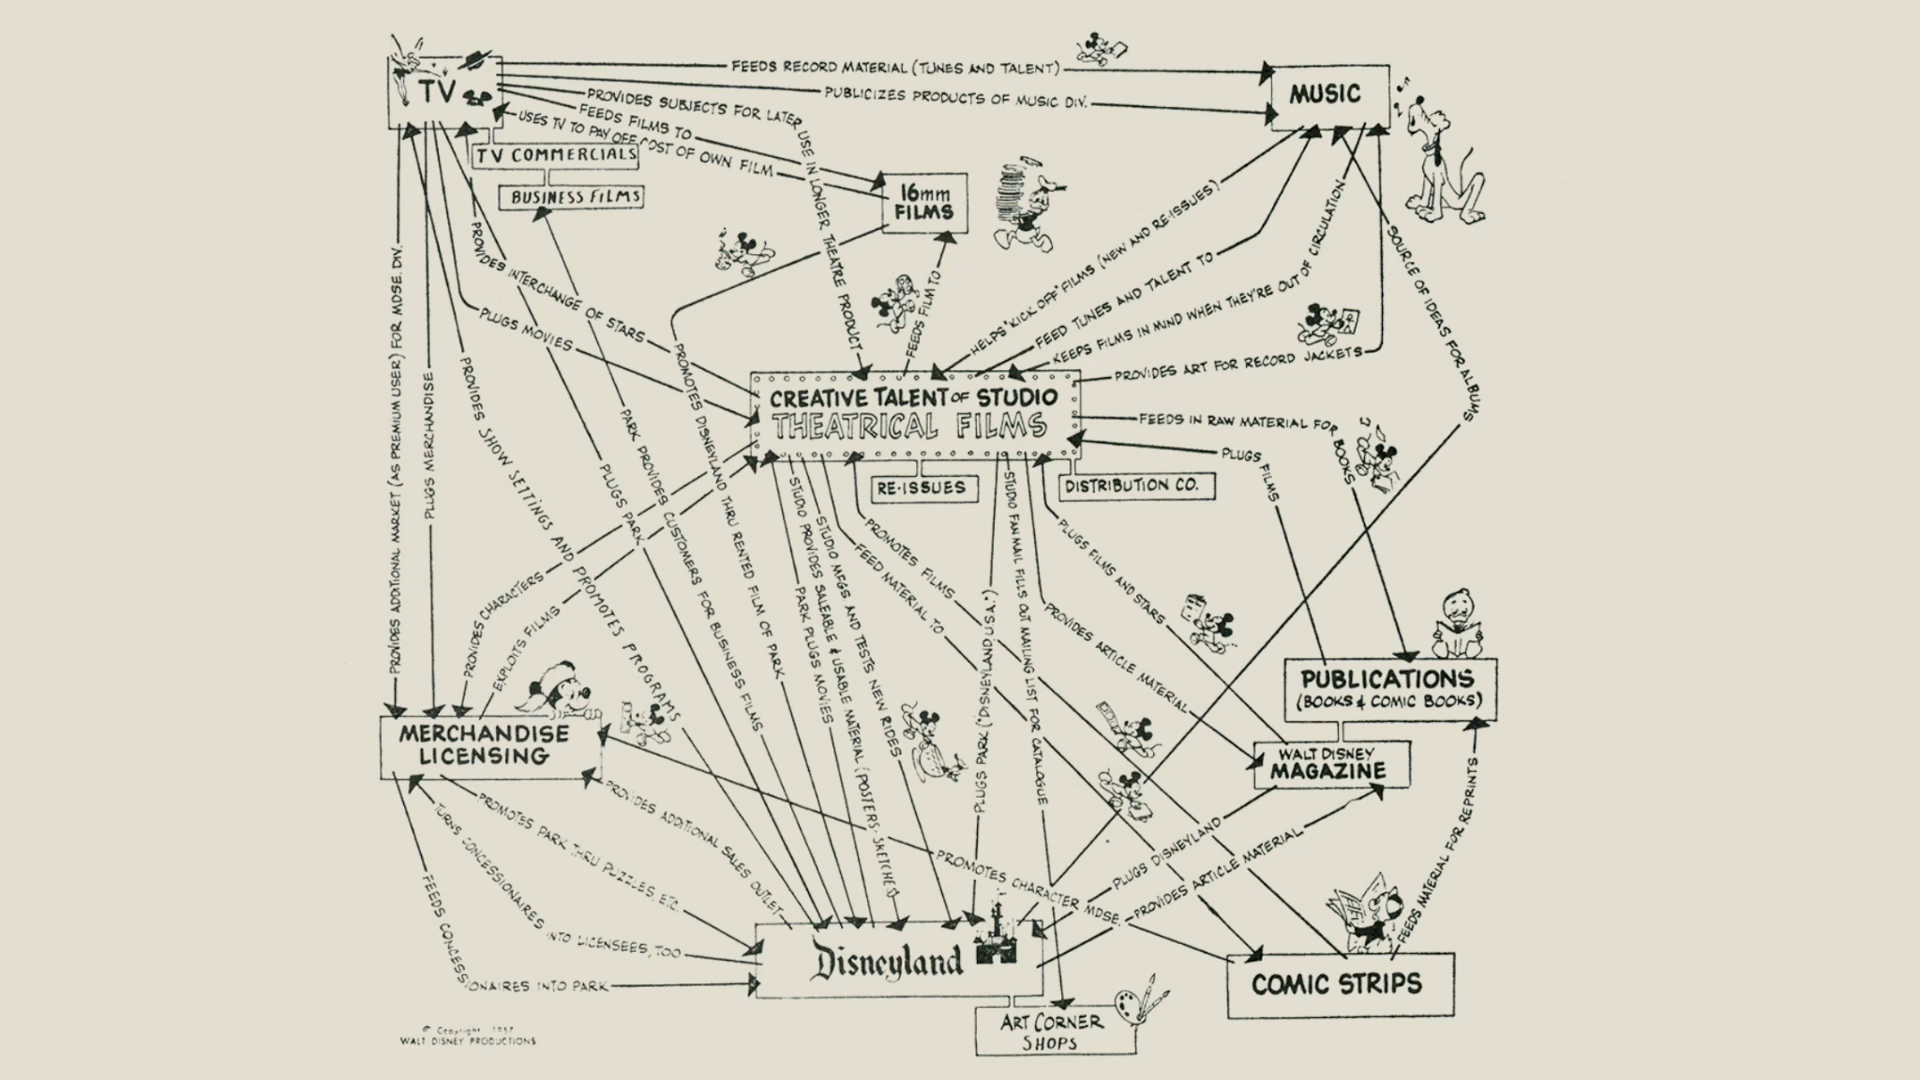 FEEDS RECORD MATERIAL (TUNES AND TALENT)
TV
MUSIC
PUBLICIZES PRODUCTS OF MUSIC DIV.
PROVIDES SUBJECTS FOR LATER USE IN LONGER THEATRE PRODUCT
FEEDS FILMS TO
USES TV TO PAY OFF COST OF OWN FILM
TV COMMERCIALS
BUSINESS FILMS
16mm
FILMS
PROVIDES INTERCHANGE OF STARS
PLUGS MOVIES
FEEDS FILM TO
HELPS "KICK OFF" FILMS (NEW AND RE-ISSUES)
FEED TUNES AND TALENT TO
KEEPS FILMS IN MIND WHEN THEY'RE OUT OF CIRCULATION
PROVIDES ART FOR RECORD JACKETS
SOURCE OF IDEAS FOR ALBUMS
PROVIDES ADDITIONAL MARKET (AS PREMIUM USER) FOR MDSE. DIV.
PLUGS MERCHANDISE
PROVIDES SHOW SETTINGS AND PROMOTES PROGRAMS
PLUGS PARK
PARK PROVIDES CUSTOMERS FOR BUSINESS FILMS
PROMOTES DISNEYLAND THRU RENTED FILM OF PARK
CREATIVE TALENT OF STUDIO
THEATRICAL FILMS
RE-ISSUES
DISTRIBUTION CO.
FEEDS IN RAW MATERIAL FOR BOOKS
PLUGS FILMS
PROVIDES CHARACTERS
EXPLOITS FILMS
PARK PLUGS MOVIES
STUDIO PROVIDES SALEABLE & USABLE MATERIAL (POSTERS-SKETCHES)
STUDIO MFGS AND TESTS NEW RIDES
FEED MATERIAL TO
PROMOTES FILMS
PLUGS PARK ("DISNEYLAND U.S.A.")
STUDIO FAN MAIL FILLS OUT MAILING LIST FOR CATALOGUE
PLUGS FILMS AND STARS
PROVIDES ARTICLE MATERIAL
PUBLICATIONS
(BOOKS & COMIC BOOKS)
WALT DISNEY
MAGAZINE
MERCHANDISE
LICENSING
PROVIDES ADDITIONAL SALES OUTLET
PROMOTES PARK THRU PUZZLES, ETC.
TURNS CONCESSIONAIRES INTO LICENSEES, TOO
FEEDS CONCESSIONAIRES INTO PARK
PROMOTES CHARACTER MDSE.
PLUGS DISNEYLAND
PROVIDES ARTICLE MATERIAL
FEEDS MATERIAL FOR REPRINTS
Disneyland
COMIC STRIPS
ART CORNER
SHOPS
© Copyright 1957
WALT DISNEY PRODUCTIONS